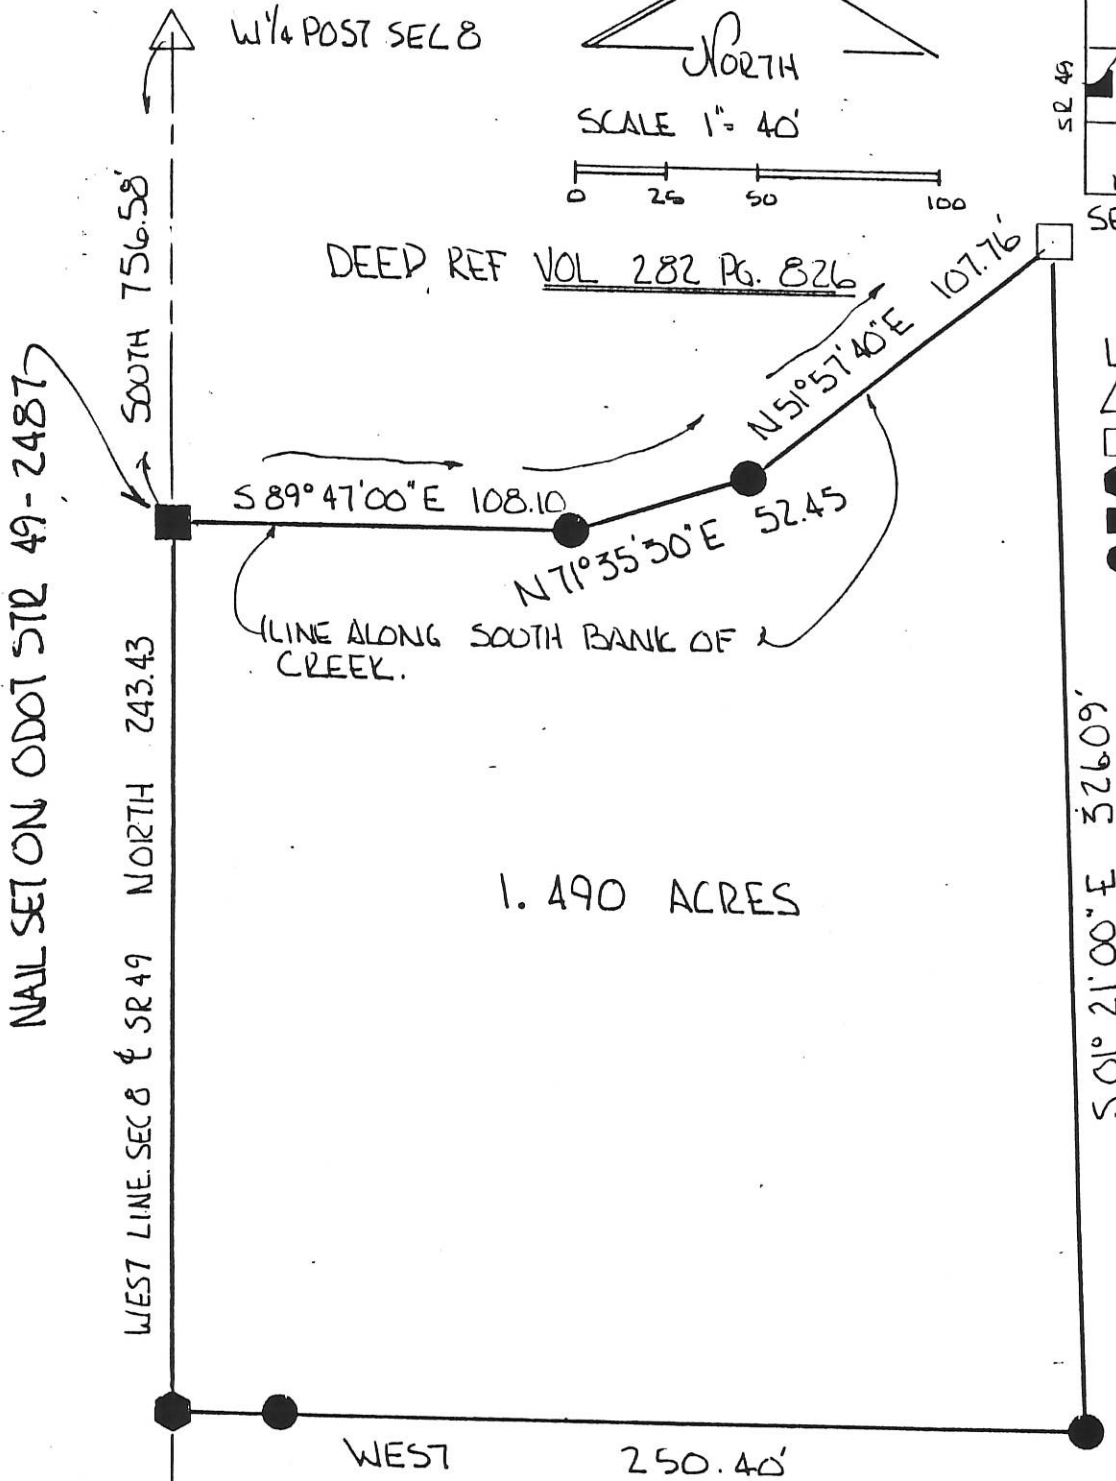 W 1/4 POST SEC 8
NORTH
SCALE 1"= 40'
0 25 50 100
SR 49
DEED REF VOL 282 PG. 826
SOUTH 756.58'
NAIL SET ON ODOT STR 49-2487
S 89°47'00"E 108.10
N 71°35'30"E 52.45
N 51°57'40"E 107.76'
LINE ALONG SOUTH BANK OF
CREEK.
WEST LINE SEC 8 & SR 49 NORTH 243.43
1.490 ACRES
S 01° 21'00"E 326.09'
WEST 250.40'